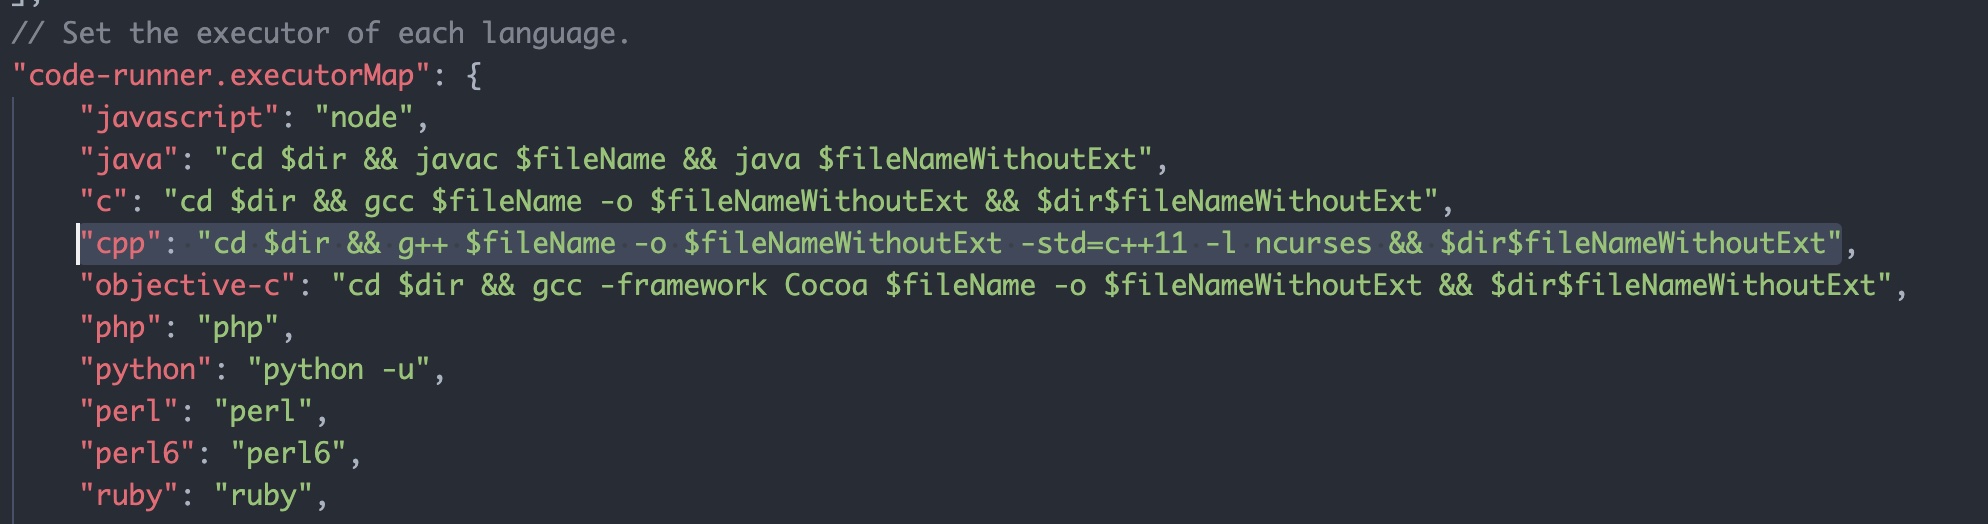 },
// Set the executor of each language.
"code-runner.executorMap": {
"javascript": "node",
"java": "cd $dir && javac $fileName && java $fileNameWithoutExt",
"c": "cd $dir && gcc $fileName -o $fileNameWithoutExt && $dir$fileNameWithoutExt",
"cpp": "cd $dir && g++ $fileName -o $fileNameWithoutExt -std=c++11 -l ncurses && $dir$fileNameWithoutExt",
"objective-c": "cd $dir && gcc -framework Cocoa $fileName -o $fileNameWithoutExt && $dir$fileNameWithoutExt",
"php": "php",
"python": "python -u",
"perl": "perl",
"perl6": "perl6",
"ruby": "ruby",